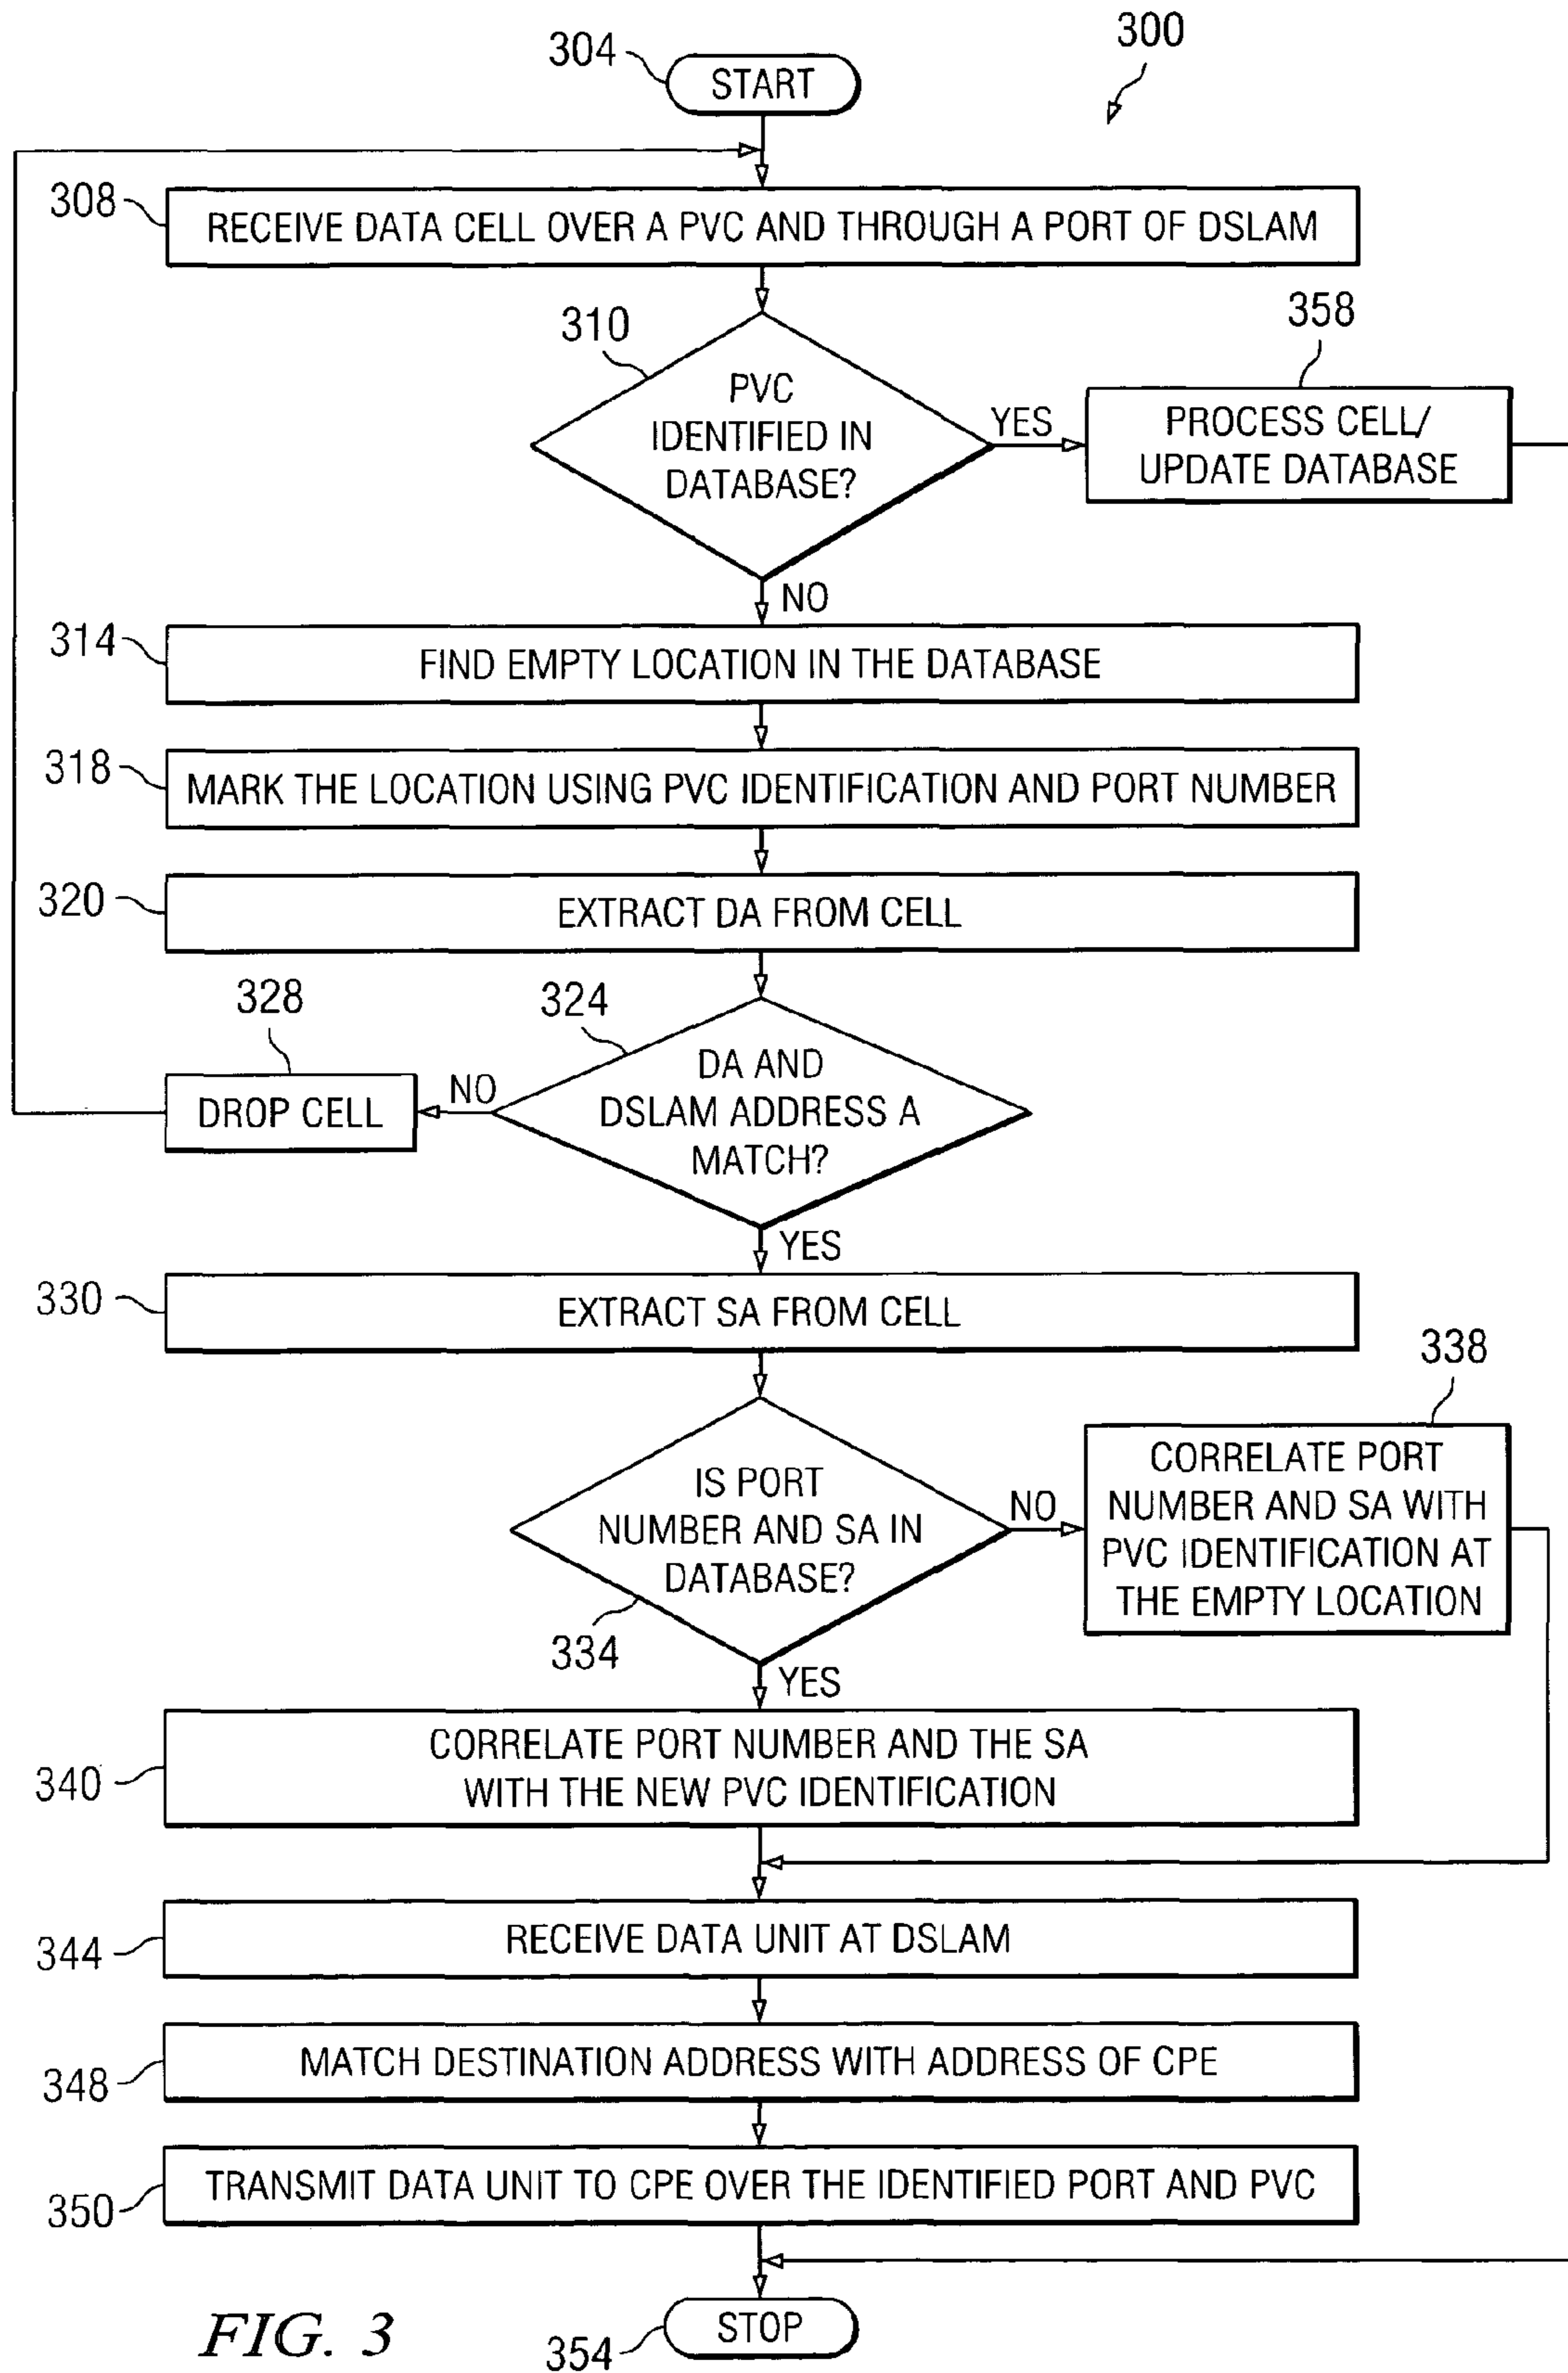 300
304
START
308
RECEIVE DATA CELL OVER A PVC AND THROUGH A PORT OF DSLAM
310
PVC
IDENTIFIED IN
DATABASE?
YES
358
PROCESS CELL/
UPDATE DATABASE
NO
314
FIND EMPTY LOCATION IN THE DATABASE
318
MARK THE LOCATION USING PVC IDENTIFICATION AND PORT NUMBER
320
EXTRACT DA FROM CELL
324
DA AND
DSLAM ADDRESS A
MATCH?
NO
328
DROP CELL
YES
330
EXTRACT SA FROM CELL
334
IS PORT
NUMBER AND SA IN
DATABASE?
NO
338
CORRELATE PORT
NUMBER AND SA WITH
PVC IDENTIFICATION AT
THE EMPTY LOCATION
YES
340
CORRELATE PORT NUMBER AND THE SA
WITH THE NEW PVC IDENTIFICATION
344
RECEIVE DATA UNIT AT DSLAM
348
MATCH DESTINATION ADDRESS WITH ADDRESS OF CPE
350
TRANSMIT DATA UNIT TO CPE OVER THE IDENTIFIED PORT AND PVC
354
STOP
FIG. 3